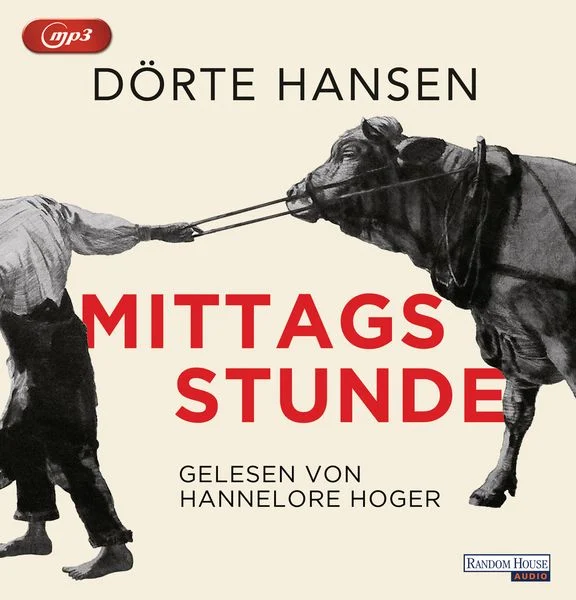 mp3
DÖRTE HANSEN
MITTAGS
STUNDE
GELESEN VON
HANNELORE HOGER
RANDOM HOUSE
AUDIO